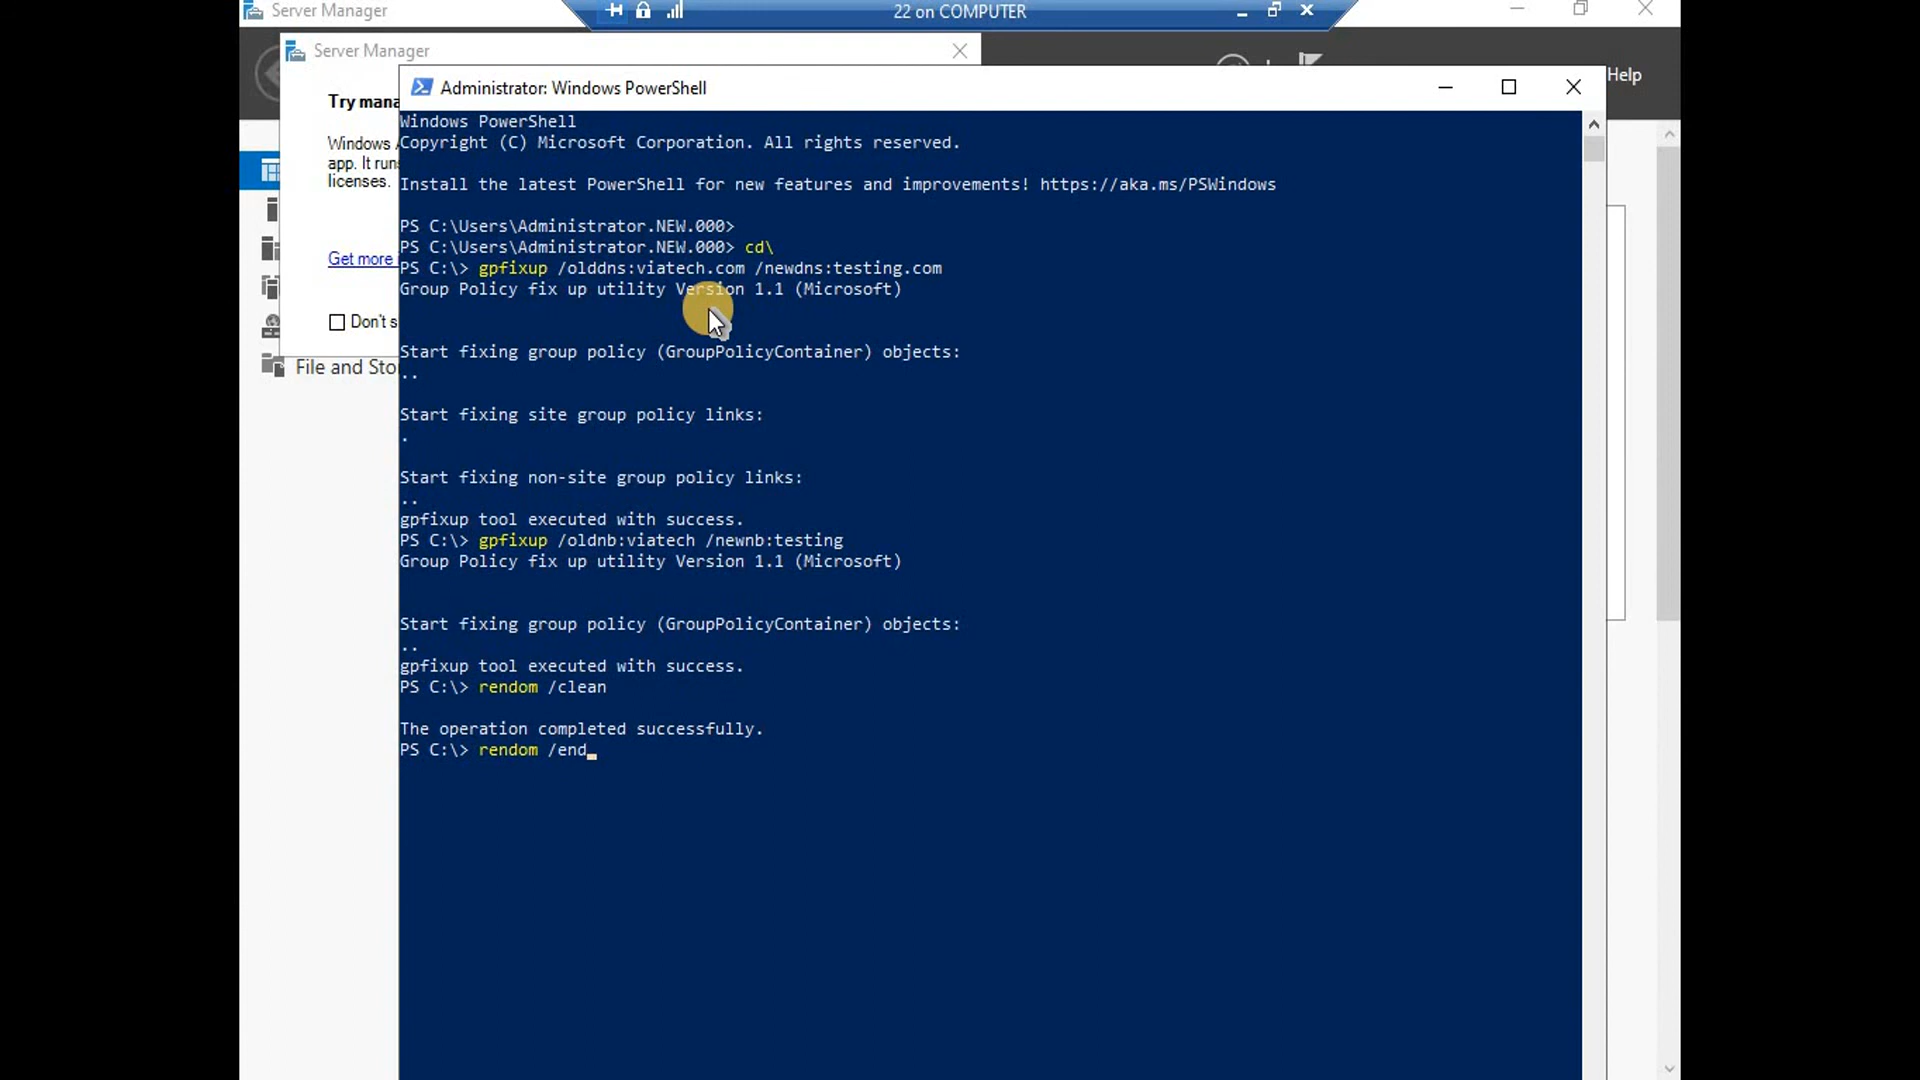 Server Manager
22 on COMPUTER
Server Manager
Help
Try mana
Windows A
app. It runs
licenses.
Get more
Don't s
File and Sto
Administrator: Windows PowerShell
Windows PowerShell
Copyright (C) Microsoft Corporation. All rights reserved.
Install the latest PowerShell for new features and improvements! https://aka.ms/PSWindows
PS C:\Users\Administrator.NEW.000>
PS C:\Users\Administrator.NEW.000> cd\
PS C:\> gpfixup /olddns:viatech.com /newdns:testing.com
Group Policy fix up utility Version 1.1 (Microsoft)
Start fixing group policy (GroupPolicyContainer) objects:
..
Start fixing site group policy links:
.
Start fixing non-site group policy links:
..
gpfixup tool executed with success.
PS C:\> gpfixup /oldnb:viatech /newnb:testing
Group Policy fix up utility Version 1.1 (Microsoft)
Start fixing group policy (GroupPolicyContainer) objects:
..
gpfixup tool executed with success.
PS C:\> rendom /clean
The operation completed successfully.
PS C:\> rendom /end